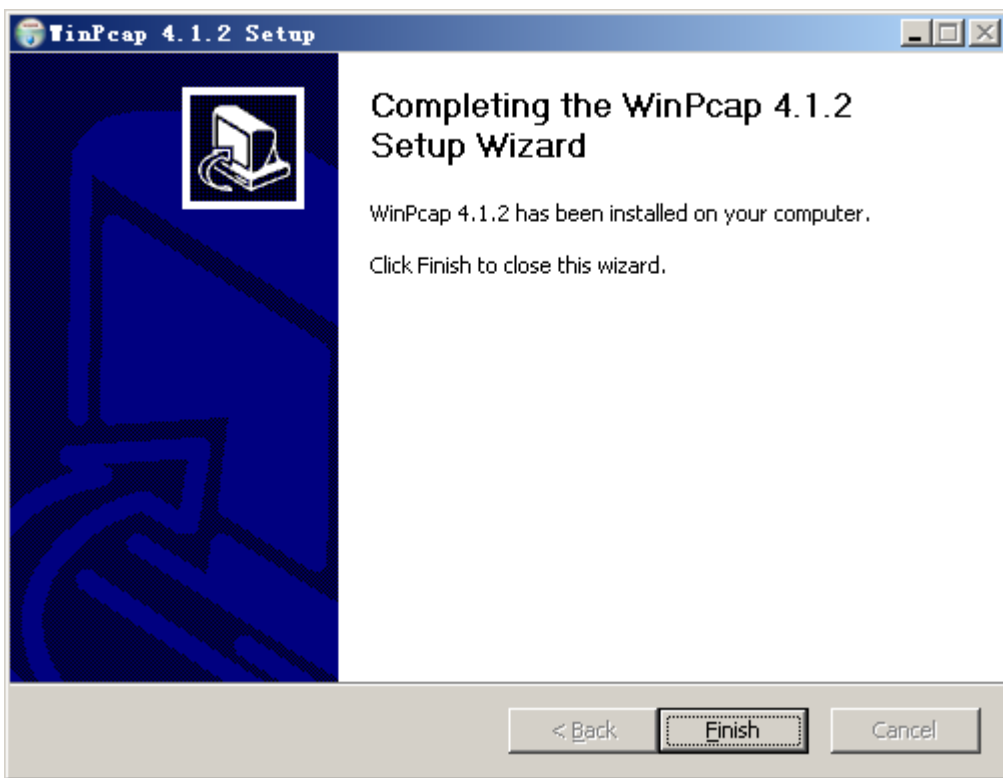 WinPcap 4.1.2 Setup
Completing the WinPcap 4.1.2
Setup Wizard
WinPcap 4.1.2 has been installed on your computer.
Click Finish to close this wizard.
< Back
Finish
Cancel